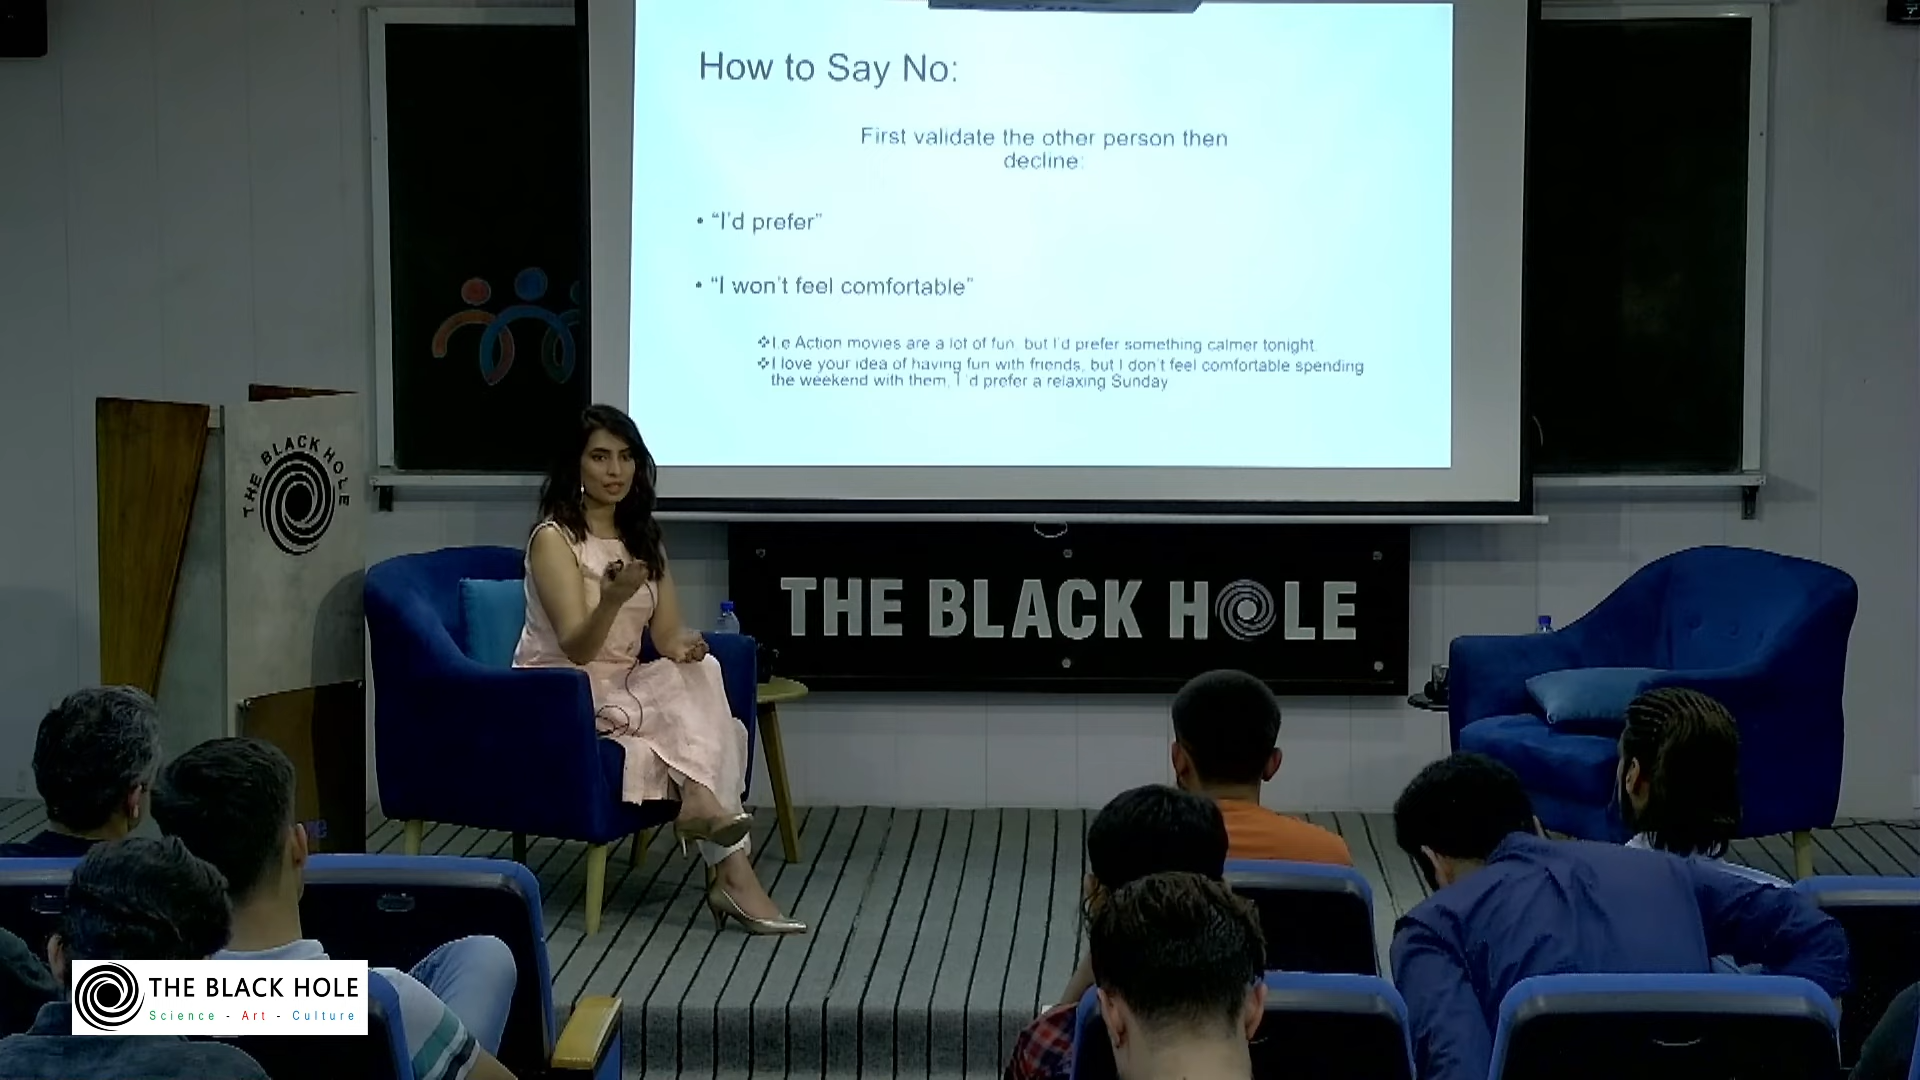 How to Say No:
First validate the other person then
decline:
• “I’d prefer”
• “I won’t feel comfortable”
❖I.e Action movies are a lot of fun, but I’d prefer something calmer tonight.
❖I love your idea of having fun with friends, but I don’t feel comfortable spending
the weekend with them, I ’d prefer a relaxing Sunday
THE BLACK HOLE
THE BLACK HOLE
THE BLACK HOLE
Science - Art - Culture